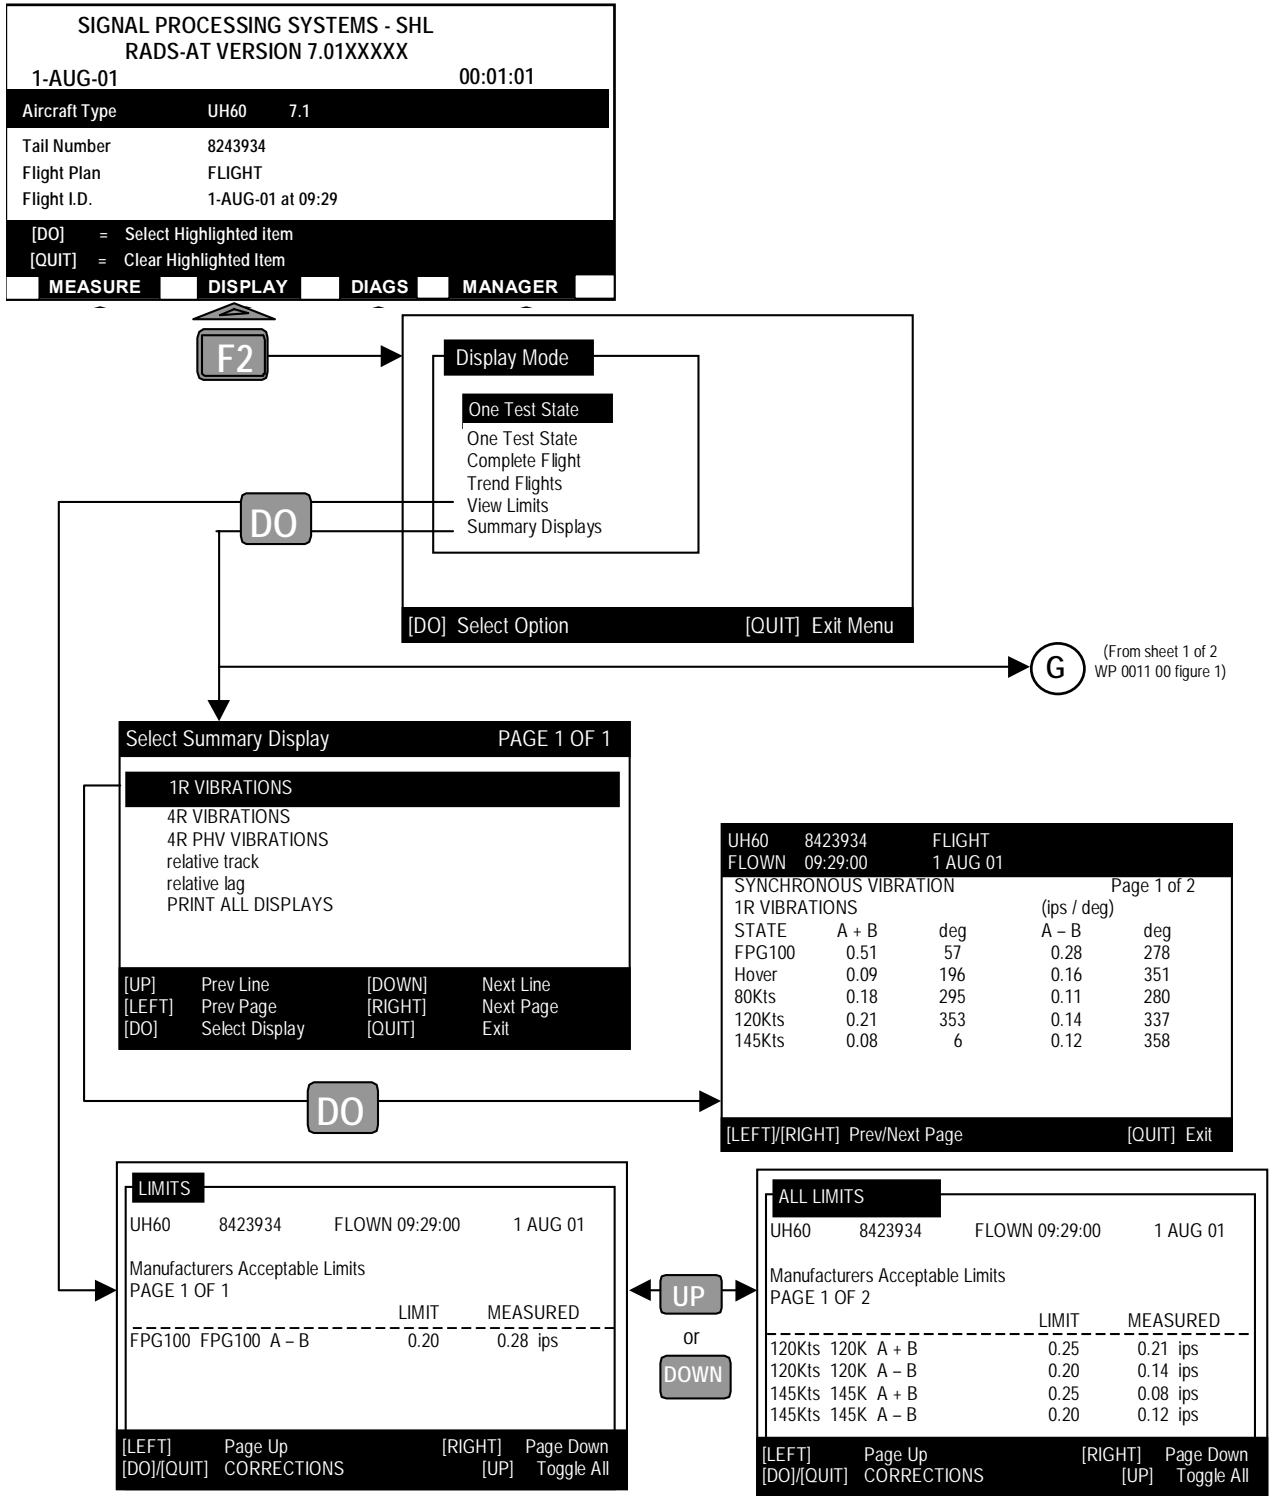 SIGNAL PROCESSING SYSTEMS - SHL
RADS-AT VERSION 7.01XXXXX
1-AUG-01 00:01:01
Aircraft Type UH60 7.1
Tail Number 8243934
Flight Plan FLIGHT
Flight I.D. 1-AUG-01 at 09:29
[DO] = Select Highlighted item
[QUIT] = Clear Highlighted Item
MEASURE DISPLAY DIAGS MANAGER
F2
Display Mode
One Test State
One Test State
Complete Flight
Trend Flights
View Limits
Summary Displays
[DO] Select Option [QUIT] Exit Menu
DO
G
(From sheet 1 of 2
WP 0011 00 figure 1)
Select Summary Display PAGE 1 OF 1
1R VIBRATIONS
4R VIBRATIONS
4R PHV VIBRATIONS
relative track
relative lag
PRINT ALL DISPLAYS
[UP] Prev Line [DOWN] Next Line
[LEFT] Prev Page [RIGHT] Next Page
[DO] Select Display [QUIT] Exit
DO
UH60 8423934 FLIGHT
FLOWN 09:29:00 1 AUG 01
SYNCHRONOUS VIBRATION Page 1 of 2
1R VIBRATIONS (ips / deg)
STATE A + B deg A – B deg
FPG100 0.51 57 0.28 278
Hover 0.09 196 0.16 351
80Kts 0.18 295 0.11 280
120Kts 0.21 353 0.14 337
145Kts 0.08 6 0.12 358
[LEFT]/[RIGHT] Prev/Next Page [QUIT] Exit
LIMITS
UH60 8423934 FLOWN 09:29:00 1 AUG 01
Manufacturers Acceptable Limits
PAGE 1 OF 1
LIMIT MEASURED
FPG100 FPG100 A – B 0.20 0.28 ips
[LEFT] Page Up [RIGHT] Page Down
[DO]/[QUIT] CORRECTIONS [UP] Toggle All
UP
or
DOWN
ALL LIMITS
UH60 8423934 FLOWN 09:29:00 1 AUG 01
Manufacturers Acceptable Limits
PAGE 1 OF 2
LIMIT MEASURED
120Kts 120K A + B 0.25 0.21 ips
120Kts 120K A – B 0.20 0.14 ips
145Kts 145K A + B 0.25 0.08 ips
145Kts 145K A – B 0.20 0.12 ips
[LEFT] Page Up [RIGHT] Page Down
[DO]/[QUIT] CORRECTIONS [UP] Toggle All